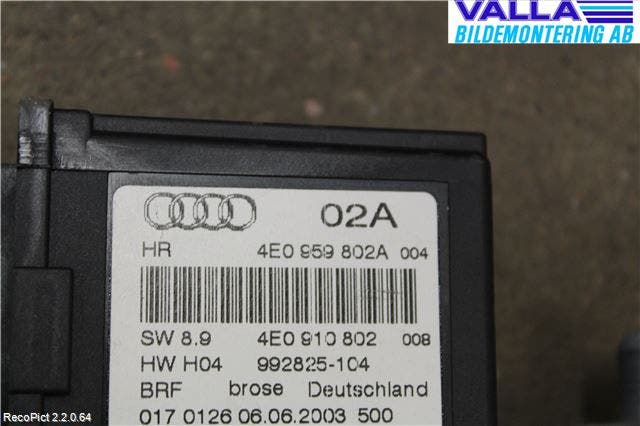 VALLA
BILDEMONTERING AB
02A
HR 4E0 959 802A 004
SW 8.9 4E0 910 802 008
HW H04 992825-104
BRF brose Deutschland
017 0126 06.06.2003 500
RecoPict 2.2.0.64